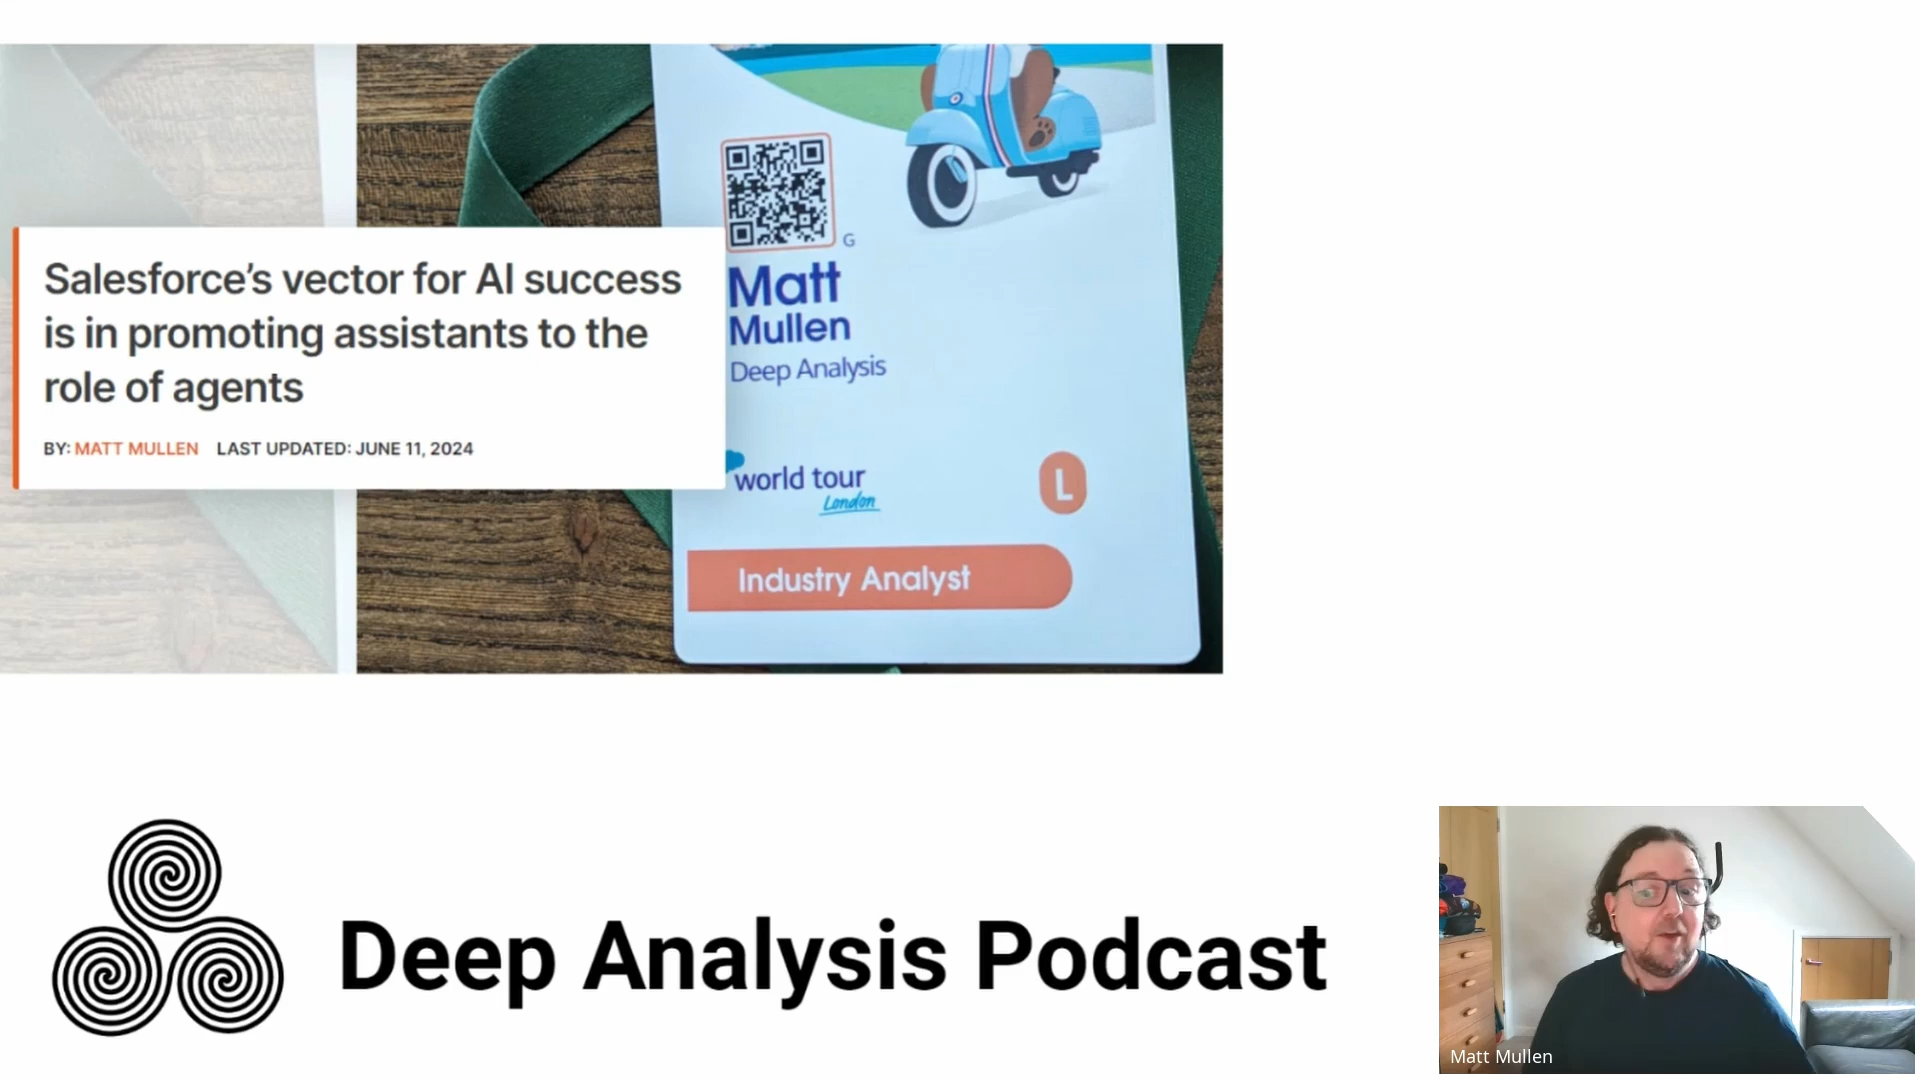 G
Matt
Mullen
Deep Analysis
Salesforce’s vector for AI success
is in promoting assistants to the
role of agents
BY: MATT MULLEN LAST UPDATED: JUNE 11, 2024
world tour
London
L
Industry Analyst
Deep Analysis Podcast
Matt Mullen